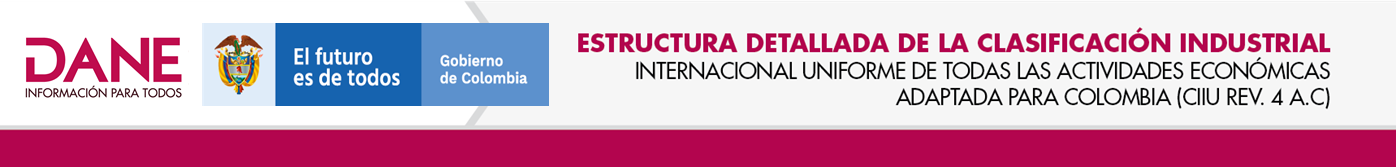 DANE
INFORMACIÓN PARA TODOS
El futuro
es de todos
Gobierno
de Colombia
ESTRUCTURA DETALLADA DE LA CLASIFICACIÓN INDUSTRIAL
INTERNACIONAL UNIFORME DE TODAS LAS ACTIVIDADES ECONÓMICAS
ADAPTADA PARA COLOMBIA (CIIU REV. 4 A.C)